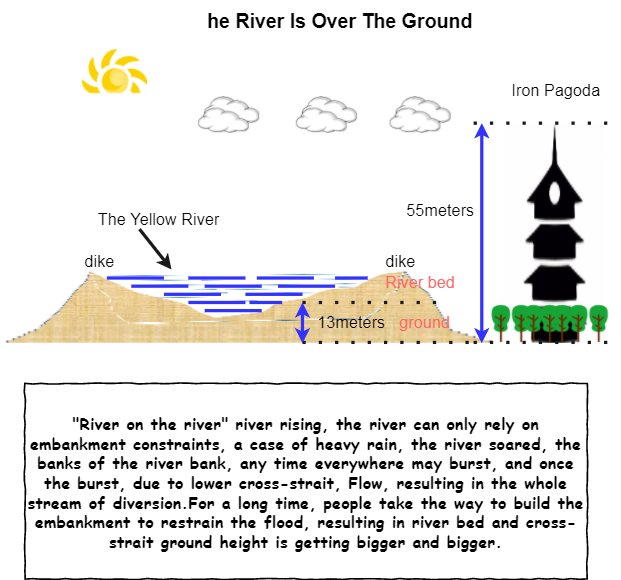 he River Is Over The Ground
Iron Pagoda
55meters
The Yellow River
dike
dike
River bed
13meters
ground
"River on the river" river rising, the river can only rely on
embankment constraints, a case of heavy rain, the river soared, the
banks of the river bank, any time everywhere may burst, and once
the burst, due to lower cross-strait, Flow, resulting in the whole
stream of diversion.For a long time, people take the way to build the
embankment to restrain the flood, resulting in river bed and cross-
strait ground height is getting bigger and bigger.